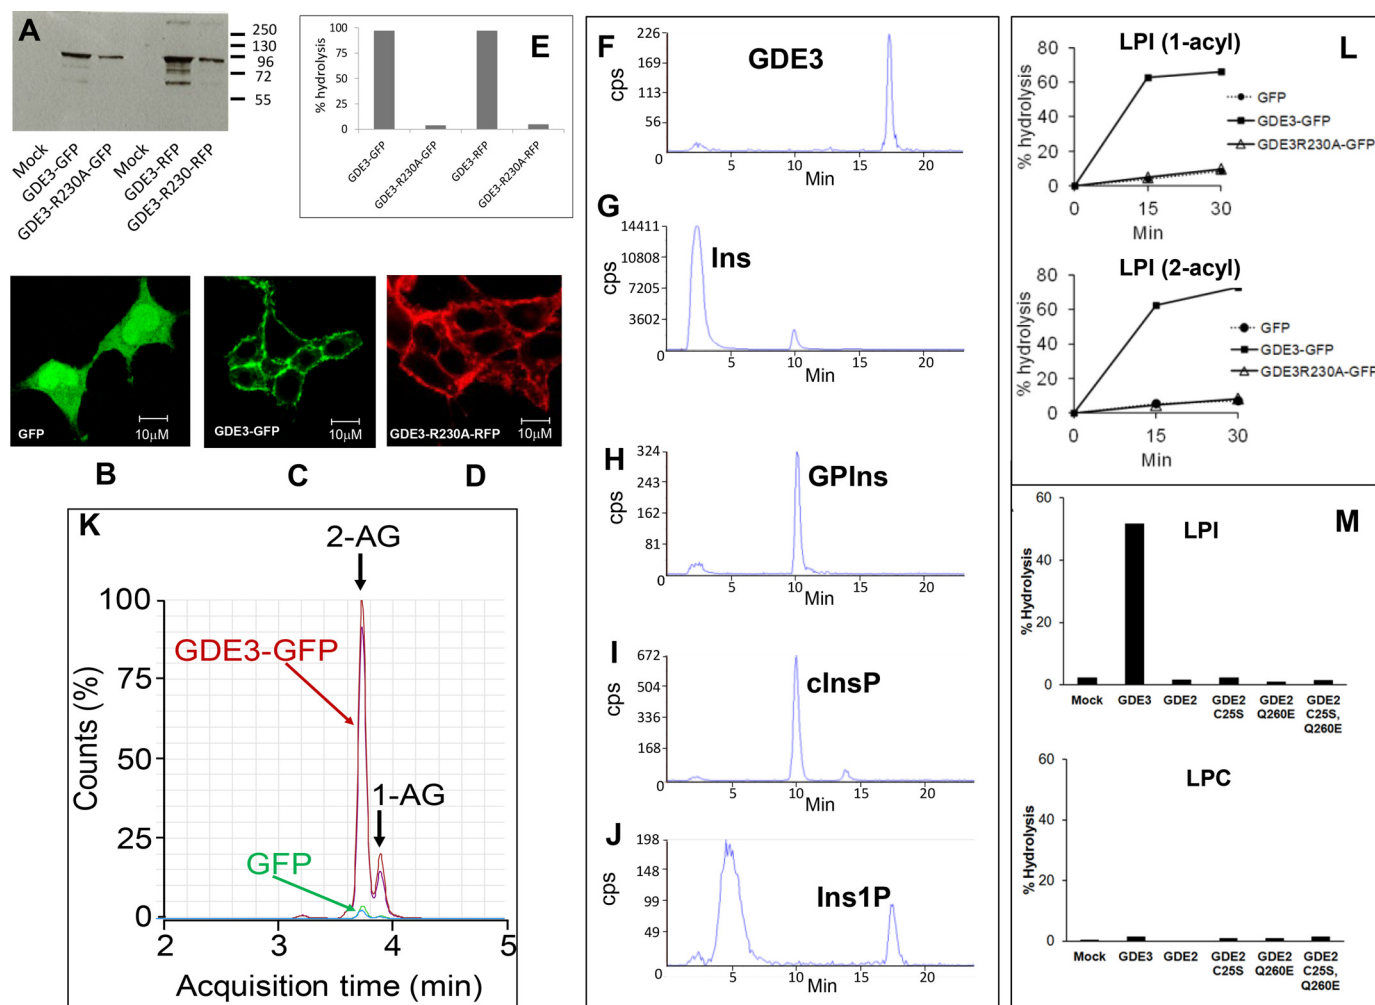 A
250
130
96
72
55
Mock
GDE3-GFP
GDE3-R230A-GFP
Mock
GDE3-RFP
GDE3-R230-RFP
E
% hydrolysis
100
75
50
25
0
GDE3-GFP
GDE3-R230A-GFP
GDE3-RFP
GDE3-R230A-RFP
GFP
10μM
GDE3-GFP
10μM
GDE3-R230A-RFP
10μM
B
C
D
K
2-AG
1-AG
GDE3-GFP
GFP
Counts (%)
100
75
50
25
0
2
3
4
5
Acquisition time (min)
F
GDE3
cps
226
169
113
56
0
5
10
15
20
Min
G
Ins
cps
14411
10808
7205
3602
0
5
10
15
20
Min
H
GPIns
cps
324
243
162
81
0
5
10
15
20
Min
I
cInsP
cps
672
504
336
168
0
5
10
15
20
Min
J
Ins1P
cps
198
148
99
49
0
5
10
15
20
Min
L
LPI (1-acyl)
% hydrolysis
80
60
40
20
0
0
15
30
Min
GFP
GDE3-GFP
GDE3R230A-GFP
LPI (2-acyl)
% hydrolysis
80
60
40
20
0
0
15
30
Min
GFP
GDE3-GFP
GDE3R230A-GFP
M
LPI
% Hydrolysis
60
40
20
0
Mock
GDE3
GDE2
GDE2 C25S
GDE2 Q260E
GDE2 C25S, Q260E
LPC
% Hydrolysis
60
40
20
0
Mock
GDE3
GDE2
GDE2 C25S
GDE2 Q260E
GDE2 C25S, Q260E